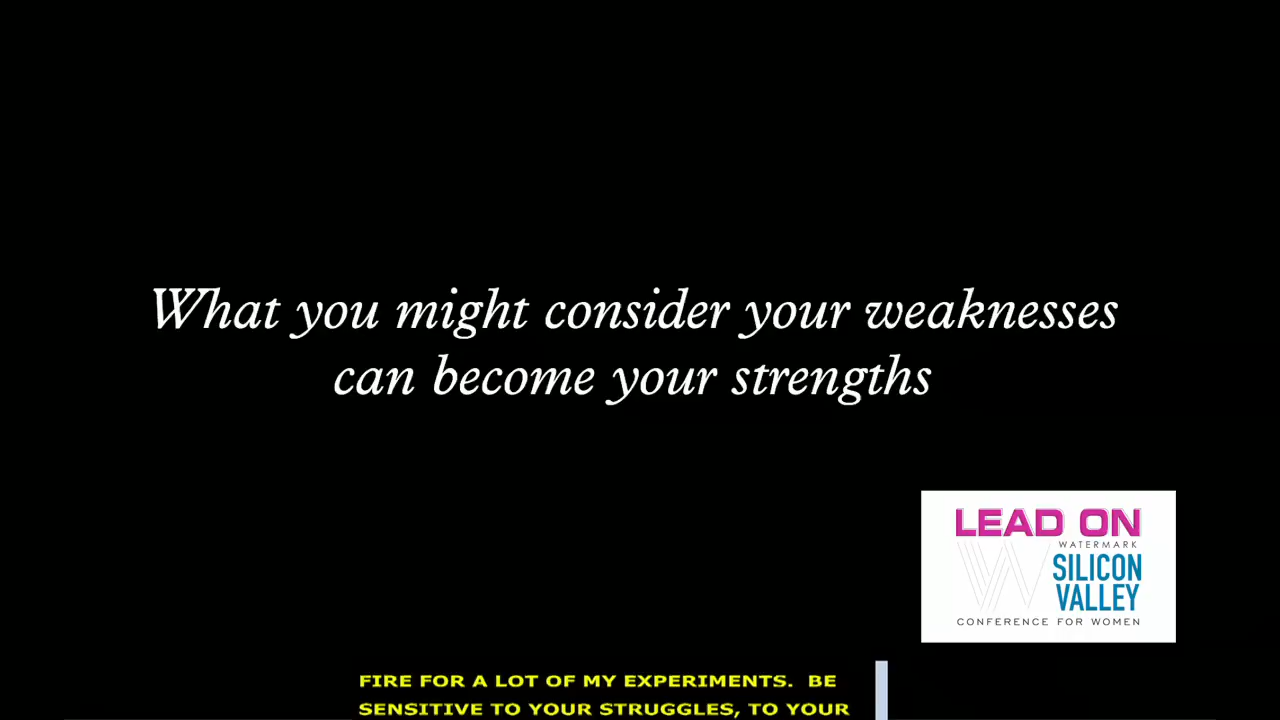 What you might consider your weaknesses
can become your strengths
LEAD ON
WATERMARK
SILICON
VALLEY
CONFERENCE FOR WOMEN
FIRE FOR A LOT OF MY EXPERIMENTS. BE
SENSITIVE TO YOUR STRUGGLES, TO YOUR